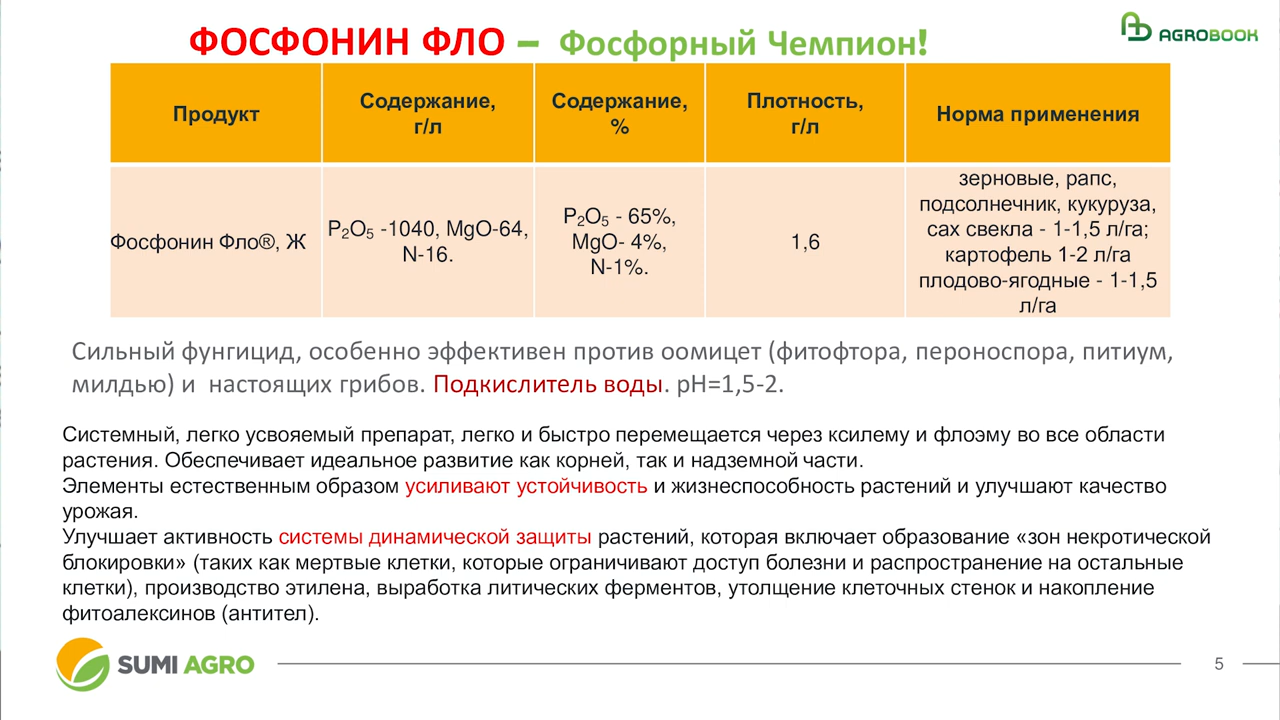 ФОСФОНИН ФЛО – Фосфорный Чемпион!
AGROBOOK
Продукт
Содержание,
г/л
Содержание,
%
Плотность,
г/л
Норма применения
Фосфонин Фло®, Ж
P₂O₅ -1040, MgO-64,
N-16.
P₂O₅ - 65%,
MgO- 4%,
N-1%.
1,6
зерновые, рапс,
подсолнечник, кукуруза,
сах свекла - 1-1,5 л/га;
картофель 1-2 л/га
плодово-ягодные - 1-1,5
л/га
Сильный фунгицид, особенно эффективен против оомицет (фитофтора, пероноспора, питиум,
милдью) и настоящих грибов. Подкислитель воды. pH=1,5-2.
Системный, легко усвояемый препарат, легко и быстро перемещается через ксилему и флоэму во все области
растения. Обеспечивает идеальное развитие как корней, так и надземной части.
Элементы естественным образом усиливают устойчивость и жизнеспособность растений и улучшают качество
урожая.
Улучшает активность системы динамической защиты растений, которая включает образование «зон некротической
блокировки» (таких как мертвые клетки, которые ограничивают доступ болезни и распространение на остальные
клетки), производство этилена, выработка литических ферментов, утолщение клеточных стенок и накопление
фитоалексинов (антител).
SUMI AGRO
5